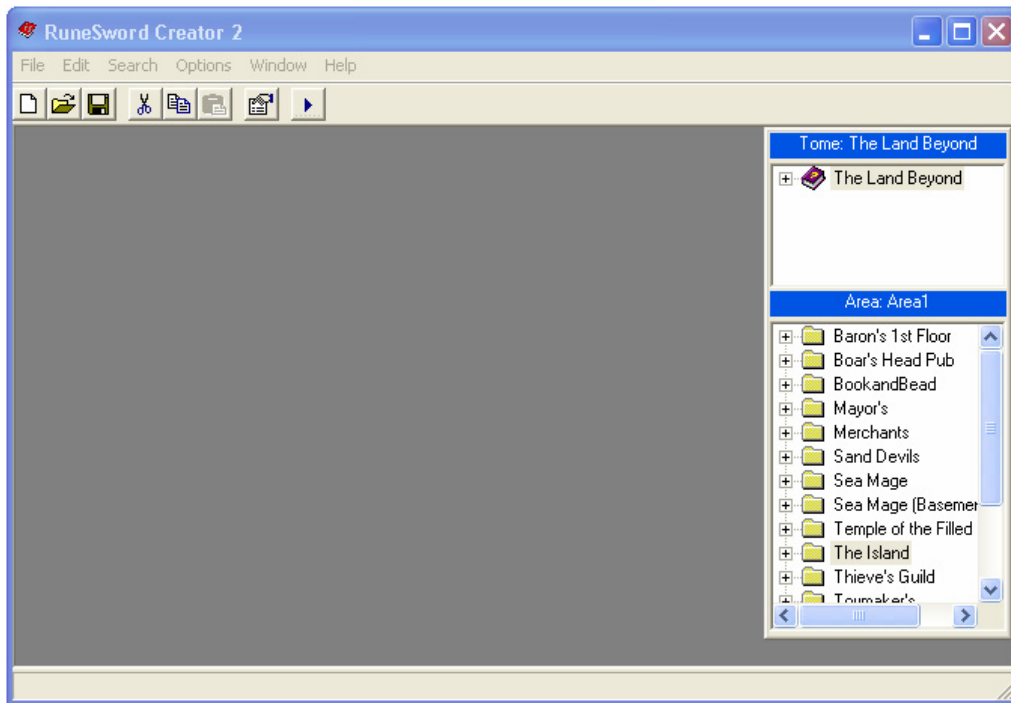 RuneSword Creator 2
File Edit Search Options Window Help
Tome: The Land Beyond
The Land Beyond
Area: Area1
Baron's 1st Floor
Boar's Head Pub
BookandBead
Mayor's
Merchants
Sand Devils
Sea Mage
Sea Mage (Basemen
Temple of the Filled
The Island
Thieve's Guild
Toymaker's